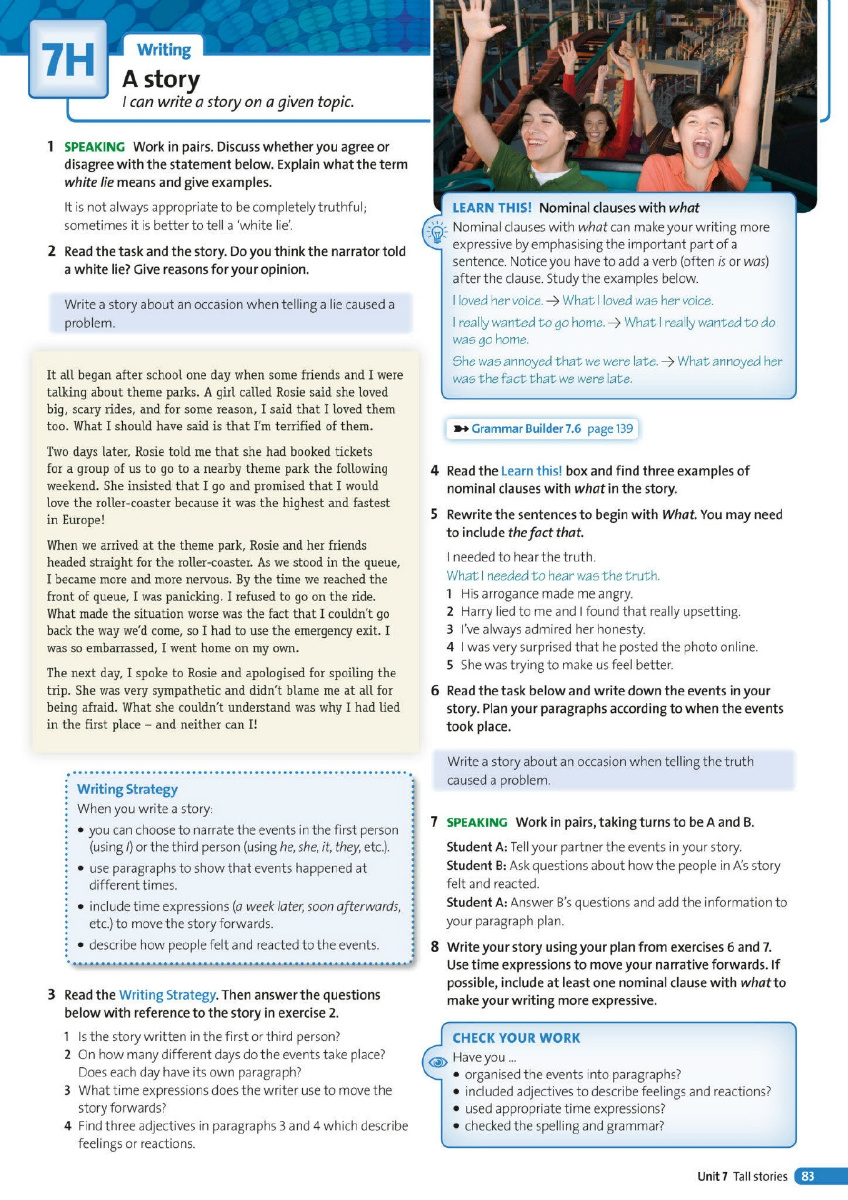 7H
Writing
A story
I can write a story on a given topic.
1 SPEAKING Work in pairs. Discuss whether you agree or
disagree with the statement below. Explain what the term
white lie means and give examples.
It is not always appropriate to be completely truthful;
sometimes it is better to tell a 'white lie'.
2 Read the task and the story. Do you think the narrator told
a white lie? Give reasons for your opinion.
Write a story about an occasion when telling a lie caused a
problem.
It all began after school one day when some friends and I were
talking about theme parks. A girl called Rosie said she loved
big, scary rides, and for some reason, I said that I loved them
too. What I should have said is that I'm terrified of them.
Two days later, Rosie told me that she had booked tickets
for a group of us to go to a nearby theme park the following
weekend. She insisted that I go and promised that I would
love the roller-coaster because it was the highest and fastest
in Europe!
When we arrived at the theme park, Rosie and her friends
headed straight for the roller-coaster. As we stood in the queue,
I became more and more nervous. By the time we reached the
front of queue, I was panicking. I refused to go on the ride.
What made the situation worse was the fact that I couldn't go
back the way we'd come, so I had to use the emergency exit. I
was so embarrassed, I went home on my own.
The next day, I spoke to Rosie and apologised for spoiling the
trip. She was very sympathetic and didn't blame me at all for
being afraid. What she couldn't understand was why I had lied
in the first place – and neither can I!
Writing Strategy
When you write a story:
• you can choose to narrate the events in the first person
(using I) or the third person (using he, she, it, they, etc.).
• use paragraphs to show that events happened at
different times.
• include time expressions (a week later, soon afterwards,
etc.) to move the story forwards.
• describe how people felt and reacted to the events.
3 Read the Writing Strategy. Then answer the questions
below with reference to the story in exercise 2.
1 Is the story written in the first or third person?
2 On how many different days do the events take place?
Does each day have its own paragraph?
3 What time expressions does the writer use to move the
story forwards?
4 Find three adjectives in paragraphs 3 and 4 which describe
feelings or reactions.
LEARN THIS! Nominal clauses with what
Nominal clauses with what can make your writing more
expressive by emphasising the important part of a
sentence. Notice you have to add a verb (often is or was)
after the clause. Study the examples below.
I loved her voice. → What I loved was her voice.
I really wanted to go home. → What I really wanted to do
was go home.
She was annoyed that we were late. → What annoyed her
was the fact that we were late.
Grammar Builder 7.6 page 139
4 Read the Learn this! box and find three examples of
nominal clauses with what in the story.
5 Rewrite the sentences to begin with What. You may need
to include the fact that.
I needed to hear the truth.
What I needed to hear was the truth.
1 His arrogance made me angry.
2 Harry lied to me and I found that really upsetting.
3 I've always admired her honesty.
4 I was very surprised that he posted the photo online.
5 She was trying to make us feel better.
6 Read the task below and write down the events in your
story. Plan your paragraphs according to when the events
took place.
Write a story about an occasion when telling the truth
caused a problem.
7 SPEAKING Work in pairs, taking turns to be A and B.
Student A: Tell your partner the events in your story.
Student B: Ask questions about how the people in A's story
felt and reacted.
Student A: Answer B's questions and add the information to
your paragraph plan.
8 Write your story using your plan from exercises 6 and 7.
Use time expressions to move your narrative forwards. If
possible, include at least one nominal clause with what to
make your writing more expressive.
CHECK YOUR WORK
Have you ...
• organised the events into paragraphs?
• included adjectives to describe feelings and reactions?
• used appropriate time expressions?
• checked the spelling and grammar?
Unit 7 Tall stories 83